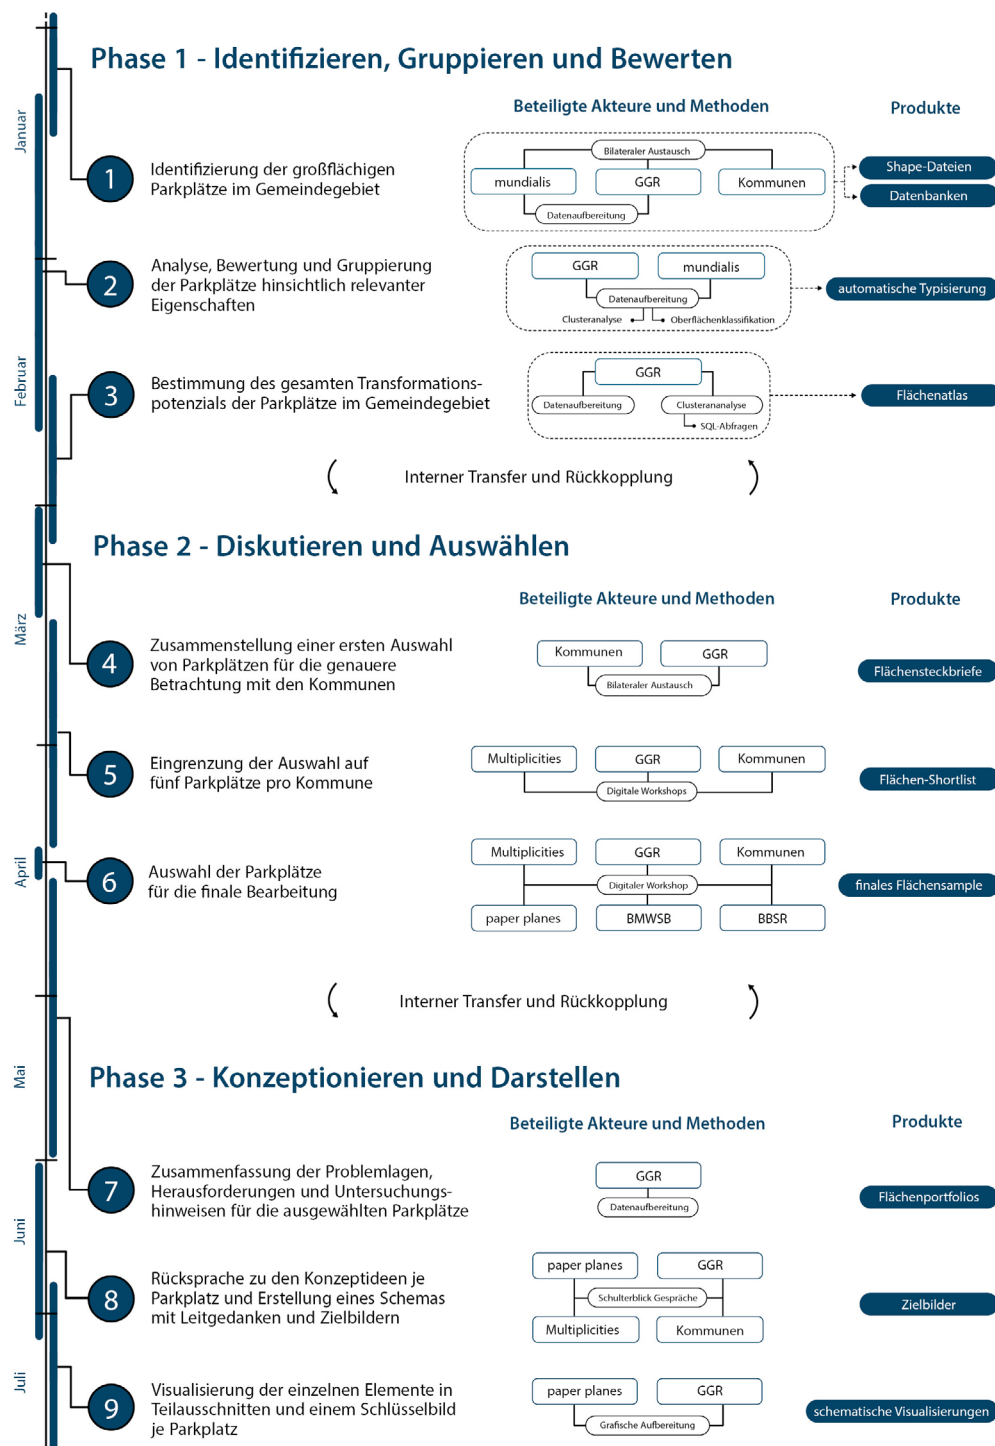 Phase 1 - Identifizieren, Gruppieren und Bewerten
Beteiligte Akteure und Methoden
Produkte
Januar
1
Identifizierung der großflächigen
Parkplätze im Gemeindegebiet
Bilateraler Austausch
mundialis
GGR
Kommunen
Datenaufbereitung
Shape-Dateien
Datenbanken
2
Analyse, Bewertung und Gruppierung
der Parkplätze hinsichtlich relevanter
Eigenschaften
GGR
mundialis
Datenaufbereitung
Clusteranalyse
Oberflächenklassifikation
automatische Typisierung
Februar
3
Bestimmung des gesamten Transformations-
potenzials der Parkplätze im Gemeindegebiet
GGR
Datenaufbereitung
Clusterananalyse
SQL-Abfragen
Flächenatlas
Interner Transfer und Rückkopplung
Phase 2 - Diskutieren und Auswählen
Beteiligte Akteure und Methoden
Produkte
März
4
Zusammenstellung einer ersten Auswahl
von Parkplätzen für die genauere
Betrachtung mit den Kommunen
Kommunen
GGR
Bilateraler Austausch
Flächensteckbriefe
5
Eingrenzung der Auswahl auf
fünf Parkplätze pro Kommune
Multiplicities
GGR
Kommunen
Digitale Workshops
Flächen-Shortlist
April
6
Auswahl der Parkplätze
für die finale Bearbeitung
Multiplicities
GGR
Kommunen
Digitaler Workshop
paper planes
BMWSB
BBSR
finales Flächensample
Interner Transfer und Rückkopplung
Mai
Phase 3 - Konzeptionieren und Darstellen
Beteiligte Akteure und Methoden
Produkte
7
Zusammenfassung der Problemlagen,
Herausforderungen und Untersuchungs-
hinweisen für die ausgewählten Parkplätze
GGR
Datenaufbereitung
Flächenportfolios
Juni
8
Rücksprache zu den Konzeptideen je
Parkplatz und Erstellung eines Schemas
mit Leitgedanken und Zielbildern
paper planes
GGR
Schulterblick Gespräche
Multiplicities
Kommunen
Zielbilder
Juli
9
Visualisierung der einzelnen Elemente in
Teilausschnitten und einem Schlüsselbild
je Parkplatz
paper planes
GGR
Grafische Aufbereitung
schematische Visualisierungen